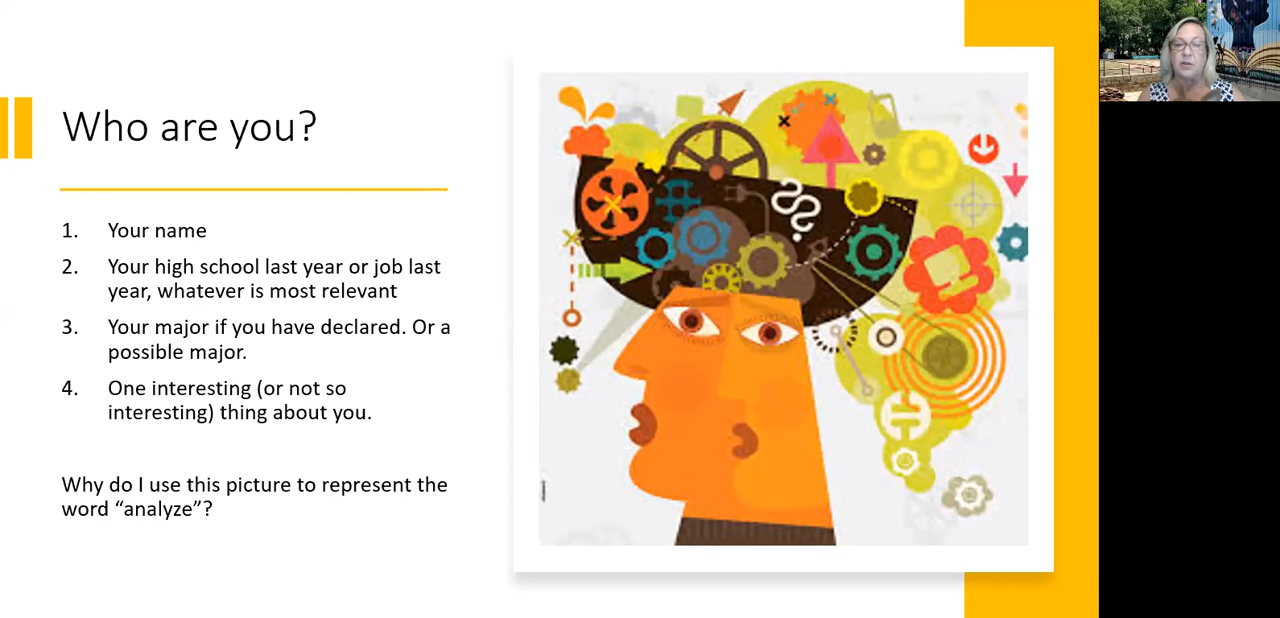 Who are you?
1. Your name
2. Your high school last year or job last
year, whatever is most relevant
3. Your major if you have declared. Or a
possible major.
4. One interesting (or not so
interesting) thing about you.
Why do I use this picture to represent the
word “analyze”?